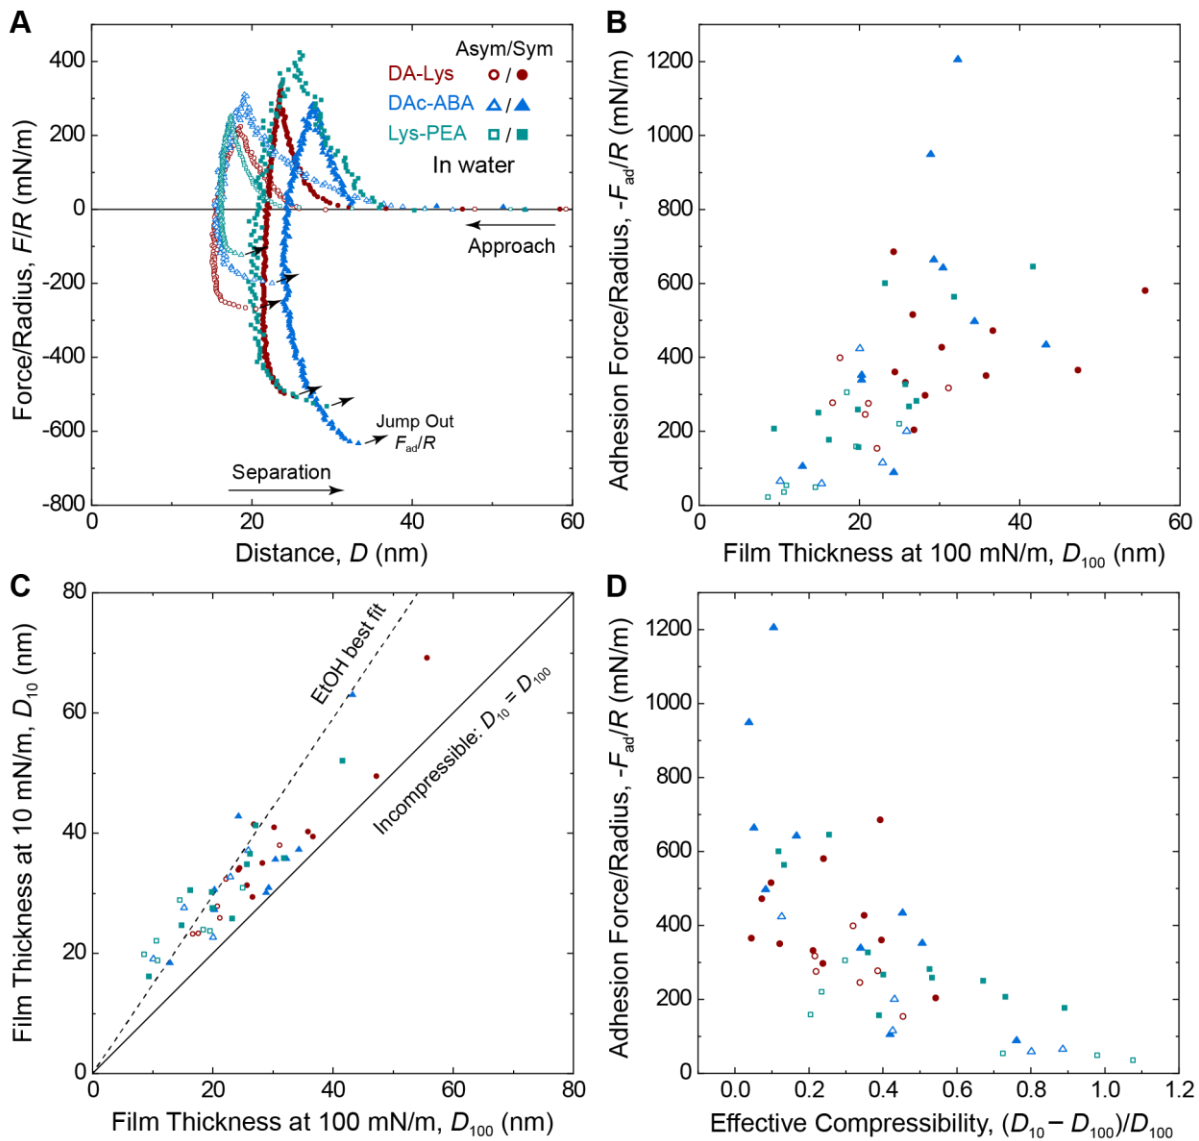 A
Force/Radius, F/R (mN/m)
400
200
0
-200
-400
-600
-800
Asym/Sym
DA-Lys /
DAc-ABA /
Lys-PEA /
In water
Approach
Jump Out
Fad/R
Separation
0 20 40 60
Distance, D (nm)
B
Adhesion Force/Radius, -Fad/R (mN/m)
1200
1000
800
600
400
200
0
0 20 40 60
Film Thickness at 100 mN/m, D100 (nm)
C
Film Thickness at 10 mN/m, D10 (nm)
80
60
40
20
0
EtOH best fit
Incompressible: D10 = D100
0 20 40 60 80
Film Thickness at 100 mN/m, D100 (nm)
D
Adhesion Force/Radius, -Fad/R (mN/m)
1200
1000
800
600
400
200
0
0.0 0.2 0.4 0.6 0.8 1.0 1.2
Effective Compressibility, (D10 − D100)/D100